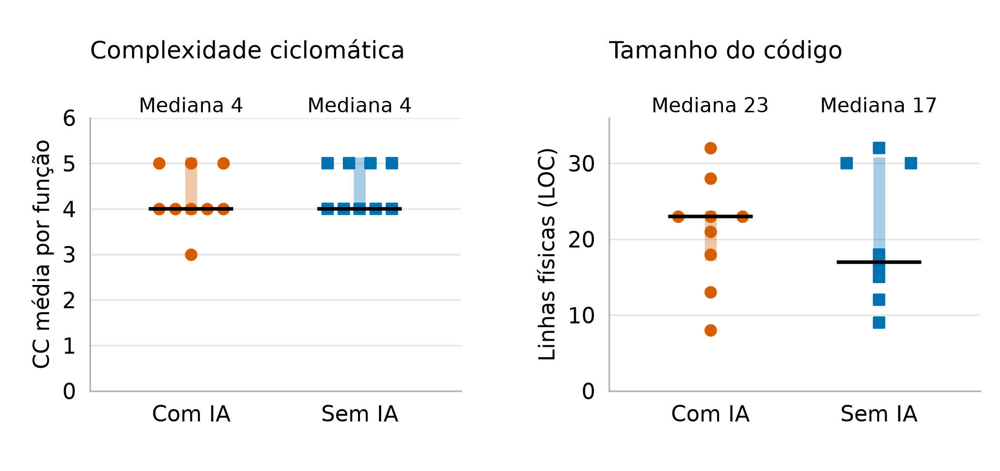 Complexidade ciclomática
Mediana 4
Mediana 4
CC média por função
6
5
4
3
2
1
0
Com IA
Sem IA
Tamanho do código
Mediana 23
Mediana 17
Linhas físicas (LOC)
30
20
10
0
Com IA
Sem IA